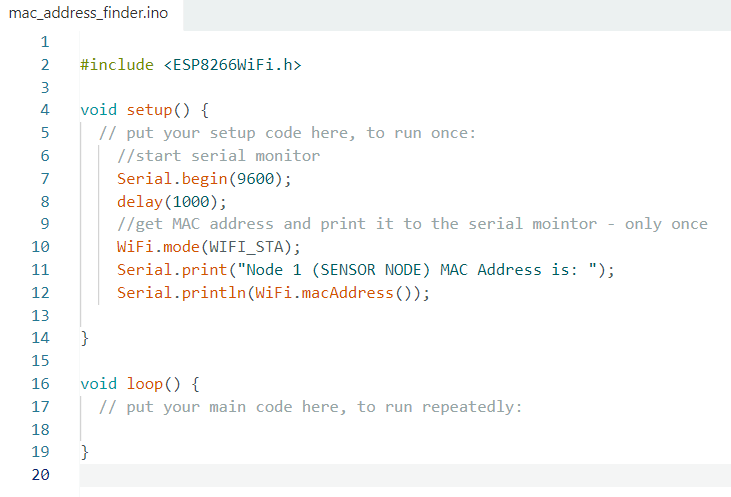 mac_address_finder.ino
1
2 #include <ESP8266WiFi.h>
3
4 void setup() {
5 // put your setup code here, to run once:
6 //start serial monitor
7 Serial.begin(9600);
8 delay(1000);
9 //get MAC address and print it to the serial mointor - only once
10 WiFi.mode(WIFI_STA);
11 Serial.print("Node 1 (SENSOR NODE) MAC Address is: ");
12 Serial.println(WiFi.macAddress());
13
14 }
15
16 void loop() {
17 // put your main code here, to run repeatedly:
18
19 }
20